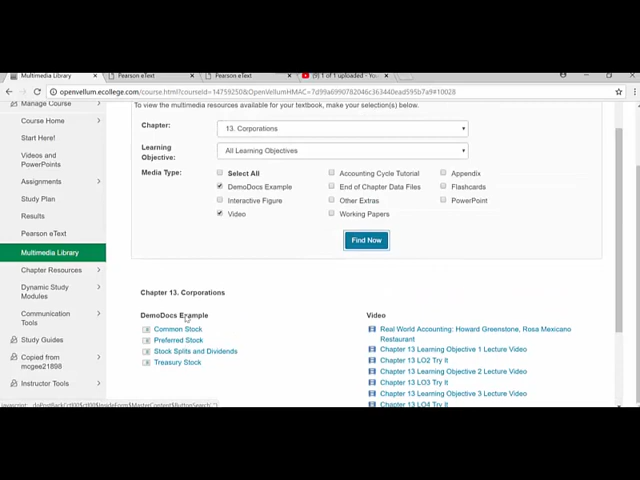 Multimedia Library
Pearson eText
Pearson eText
(9) 1 of 1 uploaded - Yo
openvellum.ecollege.com/course.html?courseId=14759250&OpenVellumHMAC=7d99a6990782046c363440ead595b7a9#10028
Manage Course
Course Home
Start Here!
Videos and
PowerPoints
Assignments
Study Plan
Results
Pearson eText
Multimedia Library
Chapter Resources
Dynamic Study
Modules
Communication
Tools
Study Guides
Copied from
mcgee21898
Instructor Tools
To view the multimedia resources available for your textbook, make your selection(s) below.
Chapter: 13. Corporations
Learning
Objective: All Learning Objectives
Media Type: Select All Accounting Cycle Tutorial Appendix
DemoDocs Example End of Chapter Data Files Flashcards
Interactive Figure Other Extras PowerPoint
Video Working Papers
Find Now
Chapter 13. Corporations
DemoDocs Example
Common Stock
Preferred Stock
Stock Splits and Dividends
Treasury Stock
Video
Real World Accounting: Howard Greenstone, Rosa Mexicano
Restaurant
Chapter 13 Learning Objective 1 Lecture Video
Chapter 13 LO2 Try It
Chapter 13 Learning Objective 2 Lecture Video
Chapter 13 LO3 Try It
Chapter 13 Learning Objective 3 Lecture Video
Chapter 13 LO4 Try It